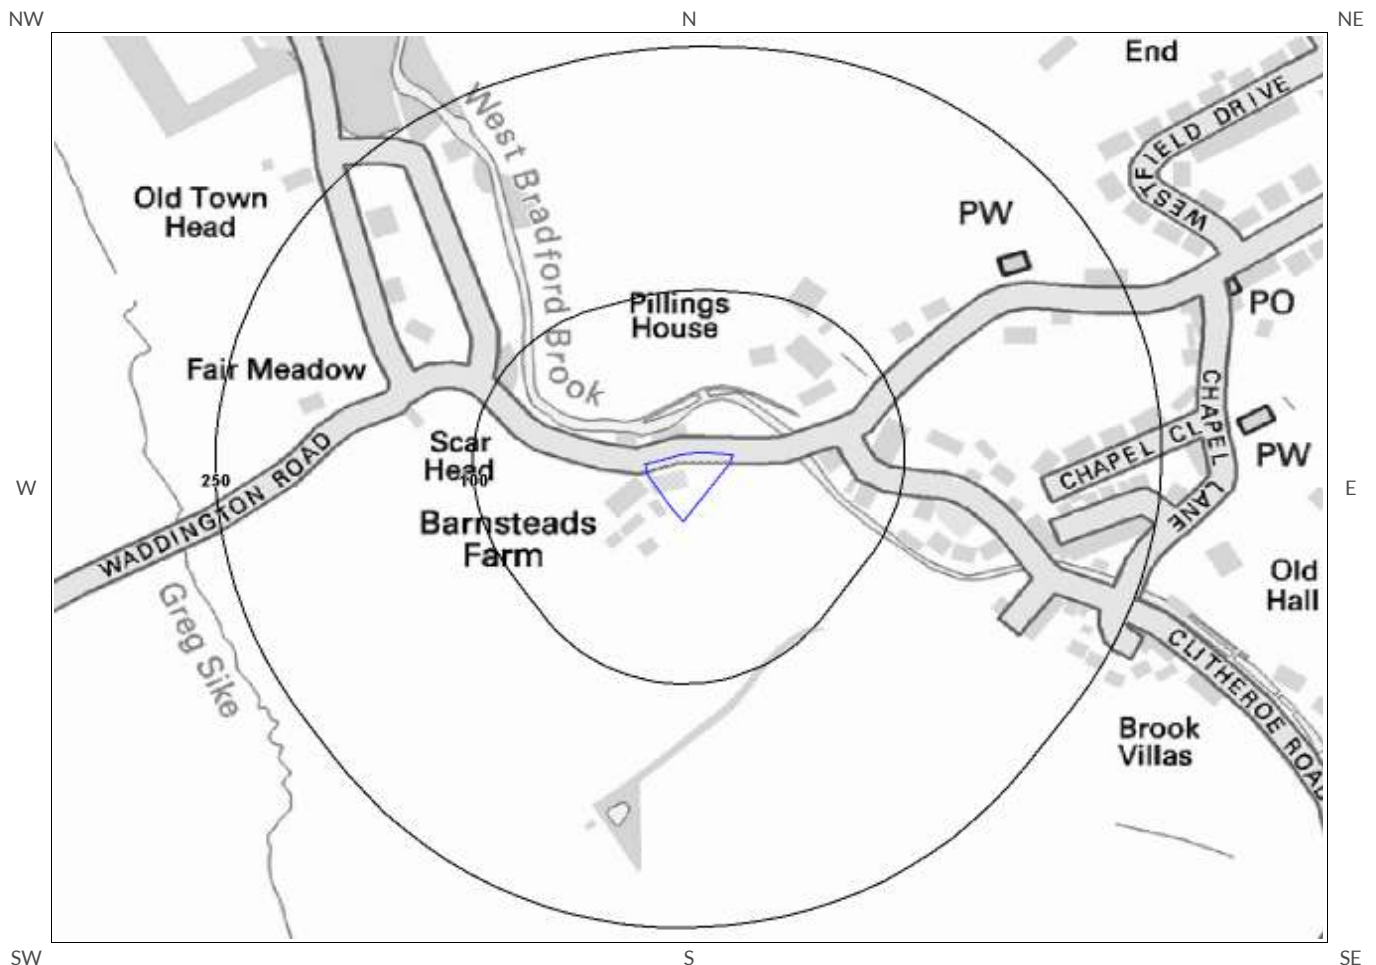 NW
N
NE
End
West Bradford Brook
WESTFIELD DRIVE
Old Town
Head
PW
Pillings
House
PO
Fair Meadow
CHAPEL LANE
Scar
Head
CHAPEL CL
PW
W
250
100
E
WADDINGTON ROAD
Barnsteads
Farm
Old
Hall
Greg Sike
CLITHEROE ROAD
Brook
Villas
SW
S
SE